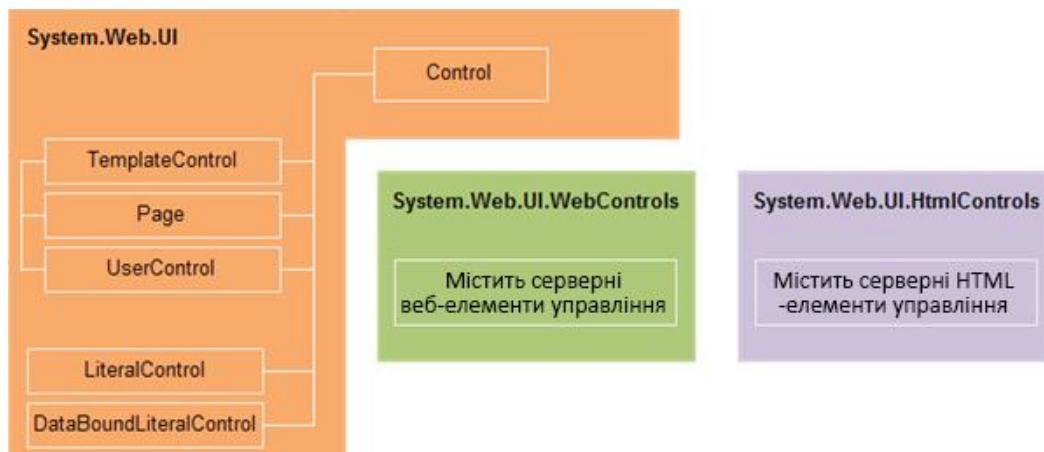 System.Web.UI
Control
TemplateControl
Page
UserControl
LiteralControl
DataBoundLiteralControl
System.Web.UI.WebControls
Містить серверні
веб-елементи управління
System.Web.UI.HtmlControls
Містить серверні HTML
-елементи управління